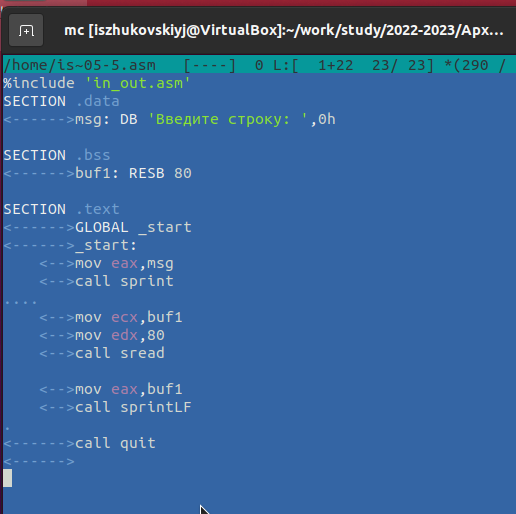 mc [iszhukovskiyj@VirtualBox]:~/work/study/2022-2023/Apx...
/home/is~05-5.asm [----] 0 L:[ 1+22 23/ 23] *(290 /
%include 'in_out.asm'
SECTION .data
<------>msg: DB 'Введите строку: ',0h
SECTION .bss
<------>buf1: RESB 80
SECTION .text
<------>GLOBAL _start
<------>_start:
<-->mov eax,msg
<-->call sprint
....
<-->mov ecx,buf1
<-->mov edx,80
<-->call sread
<-->mov eax,buf1
<-->call sprintLF
.
<------>call quit
<------>